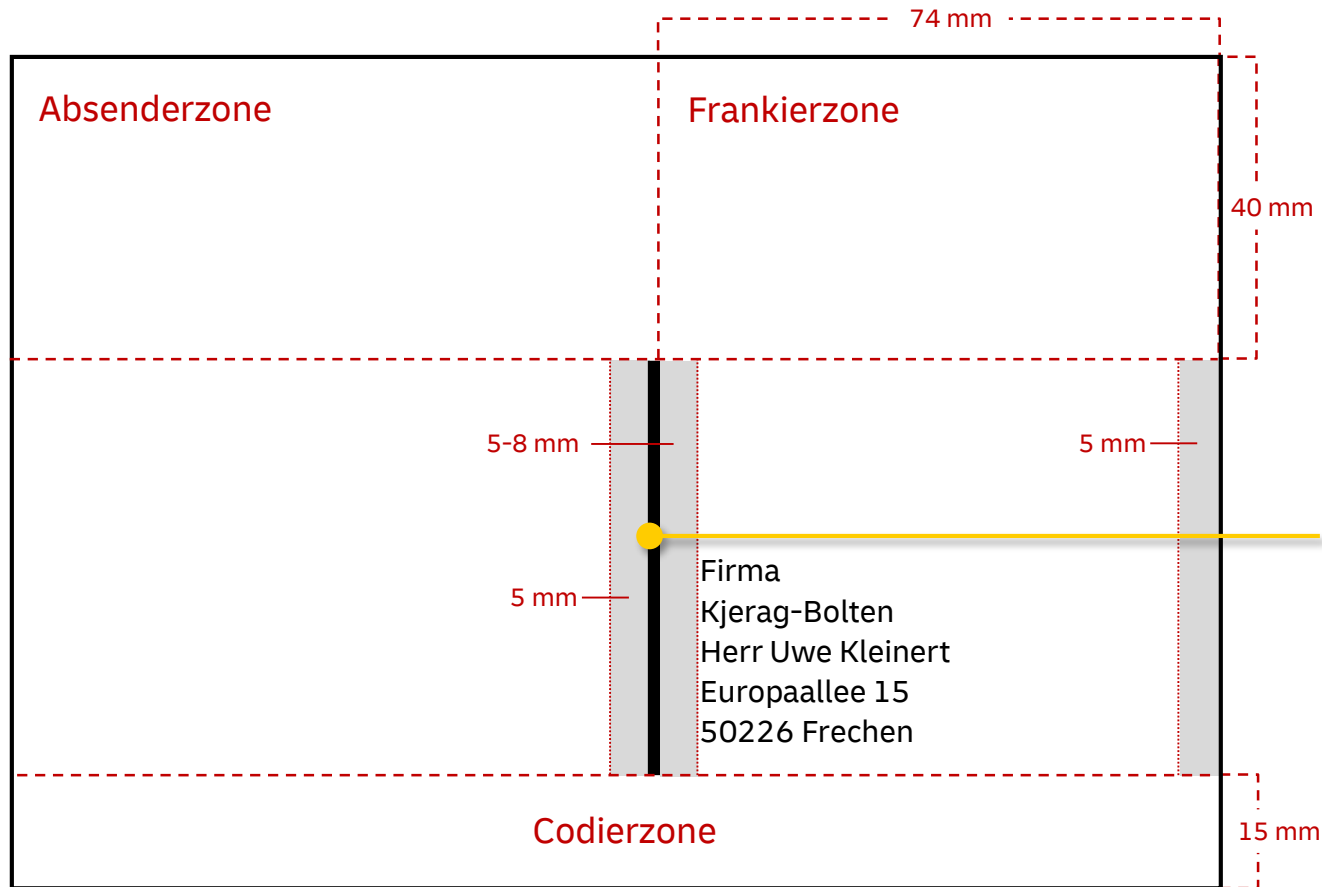 74 mm
Absenderzone
Frankierzone
40 mm
5-8 mm
5 mm
5 mm
Firma
Kjerag-Bolten
Herr Uwe Kleinert
Europaallee 15
50226 Frechen
Codierzone
15 mm